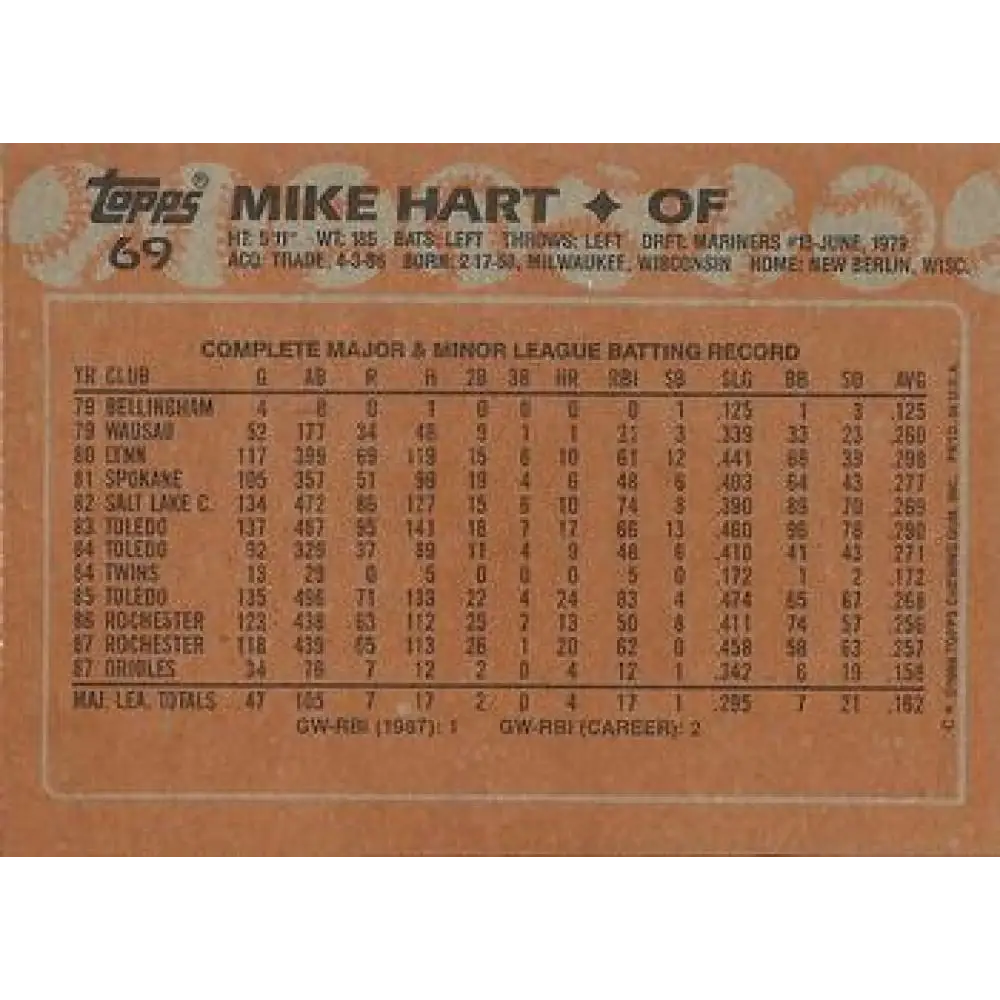 topps® MIKE HART ✦ OF
69 HT: 5'11" WT: 185 BATS: LEFT THROWS: LEFT DRFT: MARINERS #13-JUNE, 1979
ACQ: TRADE, 4-3-86 BORN: 2-17-58, MILWAUKEE, WISCONSIN HOME: NEW BERLIN, WISC.
COMPLETE MAJOR & MINOR LEAGUE BATTING RECORD
YR CLUB G AB R H 2B 3B HR RBI SB SLG BB SO AVG
79 BELLINGHAM 4 8 0 1 0 0 0 0 1 .125 1 3 .125
79 WAUSAU 52 177 34 46 9 1 1 21 3 .339 33 23 .260
80 LYNN 117 399 69 119 15 6 10 61 12 .441 68 39 .298
81 SPOKANE 105 357 51 99 19 4 6 48 6 .403 64 43 .277
82 SALT LAKE C. 134 472 86 127 15 6 10 74 8 .390 89 70 .269
83 TOLEDO 137 487 95 141 18 7 17 66 13 .460 96 78 .290
84 TOLEDO 92 329 37 89 11 4 9 48 6 .410 41 43 .271
84 TWINS 13 29 0 5 0 0 0 5 0 .172 1 2 .172
85 TOLEDO 135 496 71 133 22 4 24 83 4 .474 65 67 .268
86 ROCHESTER 123 438 63 112 25 2 13 50 8 .411 74 57 .256
87 ROCHESTER 118 439 65 113 26 1 20 62 0 .458 58 63 .257
87 ORIOLES 34 76 7 12 2 0 4 12 1 .342 6 19 .158
MAJ. LEA. TOTALS 47 105 7 17 2 0 4 17 1 .295 7 21 .162
GW-RBI (1987): 1 GW-RBI (CAREER): 2
TOPPS CHEWING GUM, INC. PRTD. IN U.S.A.